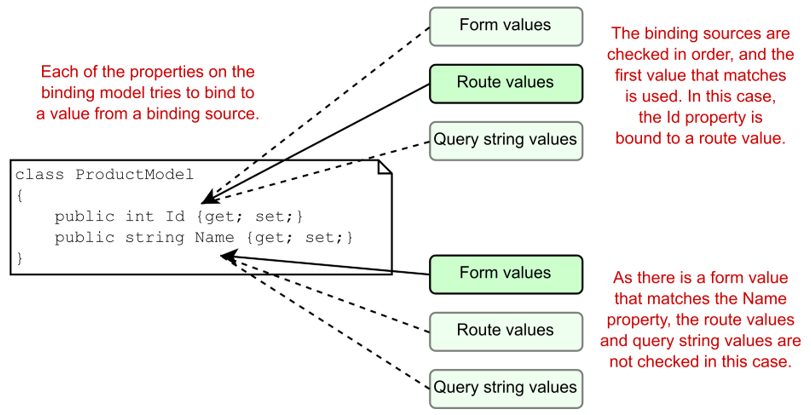 Each of the properties on the
binding model tries to bind to
a value from a binding source.
Form values
Route values
Query string values
The binding sources are
checked in order, and the
first value that matches
is used. In this case,
the Id property is
bound to a route value.
class ProductModel
{
    public int Id {get; set;}
    public string Name {get; set;}
}
Form values
Route values
Query string values
As there is a form value
that matches the Name
property, the route values
and query string values are
not checked in this case.